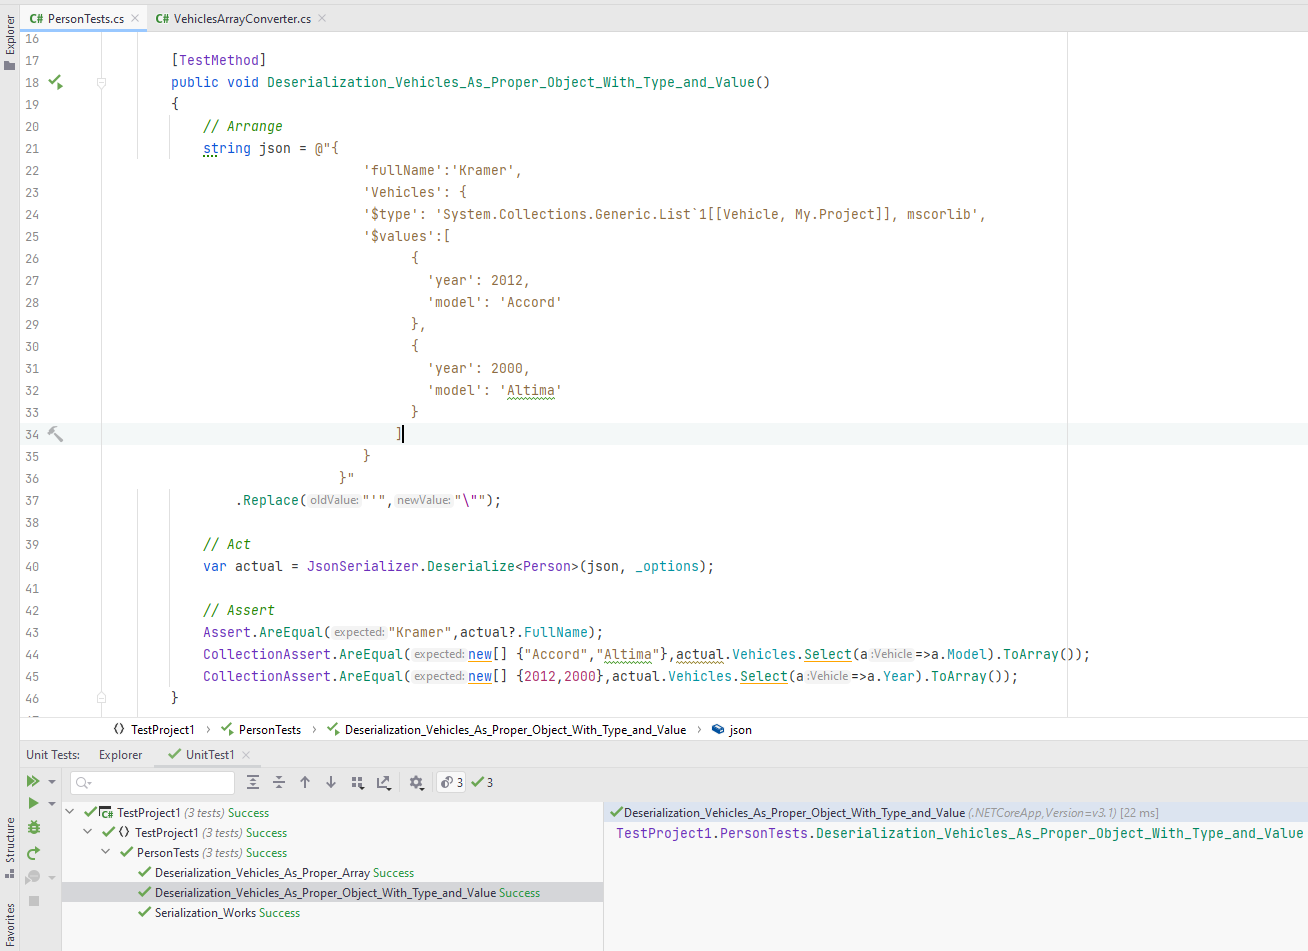 Explorer
C# PersonTests.cs × C# VehiclesArrayConverter.cs ×
16
17 [TestMethod]
18 public void Deserialization_Vehicles_As_Proper_Object_With_Type_and_Value()
19 {
20 // Arrange
21 string json = @"{
22 'fullName':'Kramer',
23 'Vehicles': {
24 '$type': 'System.Collections.Generic.List`1[[Vehicle, My.Project]], mscorlib',
25 '$values':[
26 {
27 'year': 2012,
28 'model': 'Accord'
29 },
30 {
31 'year': 2000,
32 'model': 'Altima'
33 }
34 ]
35 }
36 }"
37 .Replace(oldValue:"'",newValue:"\"");
38
39 // Act
40 var actual = JsonSerializer.Deserialize<Person>(json, _options);
41
42 // Assert
43 Assert.AreEqual(expected:"Kramer",actual?.FullName);
44 CollectionAssert.AreEqual(expected:new[] {"Accord","Altima"},actual.Vehicles.Select(a:Vehicle=>a.Model).ToArray());
45 CollectionAssert.AreEqual(expected:new[] {2012,2000},actual.Vehicles.Select(a:Vehicle=>a.Year).ToArray());
46 }
TestProject1 › PersonTests › Deserialization_Vehicles_As_Proper_Object_With_Type_and_Value › json
Unit Tests: Explorer UnitTest1 ×
3 3
TestProject1 (3 tests) Success
TestProject1 (3 tests) Success
PersonTests (3 tests) Success
Deserialization_Vehicles_As_Proper_Array Success
Deserialization_Vehicles_As_Proper_Object_With_Type_and_Value Success
Serialization_Works Success
Deserialization_Vehicles_As_Proper_Object_With_Type_and_Value (.NETCoreApp,Version=v3.1) [22 ms]
TestProject1.PersonTests.Deserialization_Vehicles_As_Proper_Object_With_Type_and_Value
Structure
Favorites